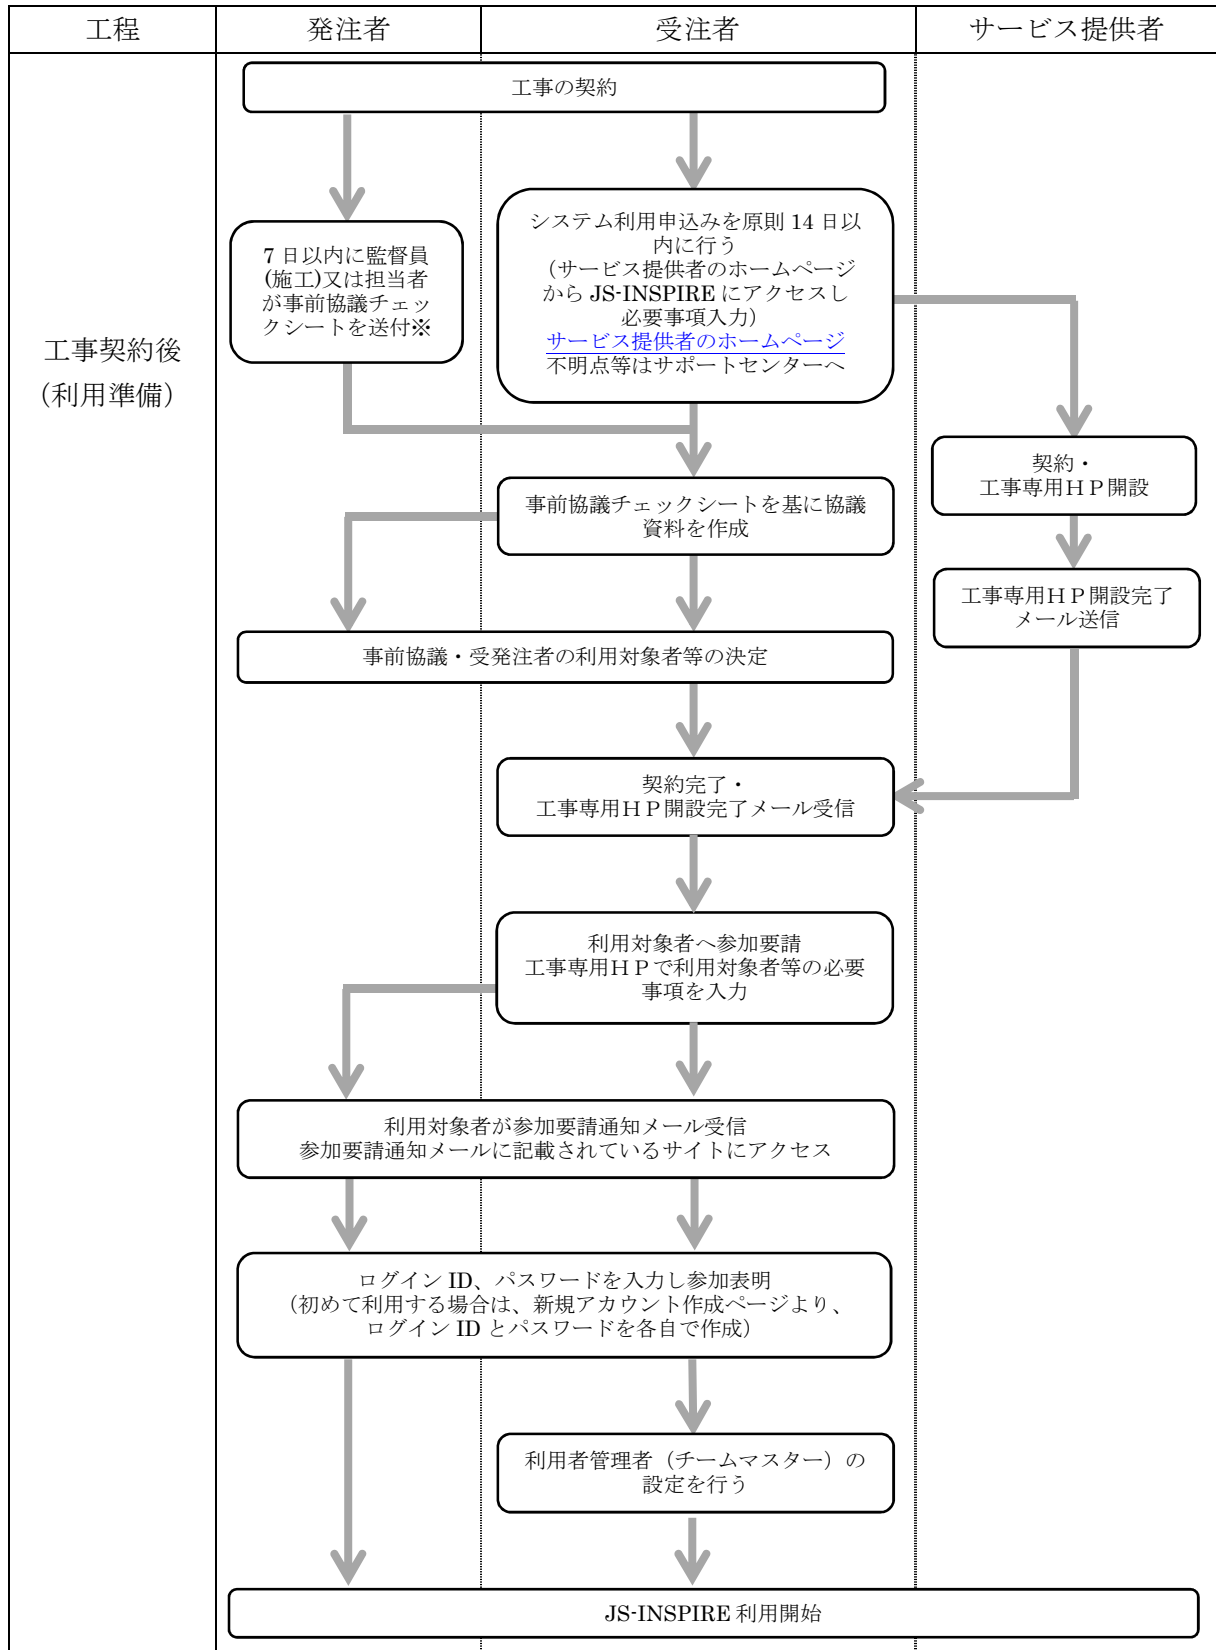 工程
発注者
受注者
サービス提供者
工事契約後
（利用準備）
工事の契約
7 日以内に監督員
(施工)又は担当者
が事前協議チェッ
クシートを送付※
システム利用申込みを原則 14 日以
内に行う
（サービス提供者のホームページ
から JS-INSPIRE にアクセスし
必要事項入力）
サービス提供者のホームページ
不明点等はサポートセンターへ
契約・
工事専用ＨＰ開設
事前協議チェックシートを基に協議
資料を作成
工事専用ＨＰ開設完了
メール送信
事前協議・受発注者の利用対象者等の決定
契約完了・
工事専用ＨＰ開設完了メール受信
利用対象者へ参加要請
工事専用ＨＰで利用対象者等の必要
事項を入力
利用対象者が参加要請通知メール受信
参加要請通知メールに記載されているサイトにアクセス
ログイン ID、パスワードを入力し参加表明
（初めて利用する場合は、新規アカウント作成ページより、
ログイン ID とパスワードを各自で作成）
利用者管理者（チームマスター）の
設定を行う
JS-INSPIRE 利用開始